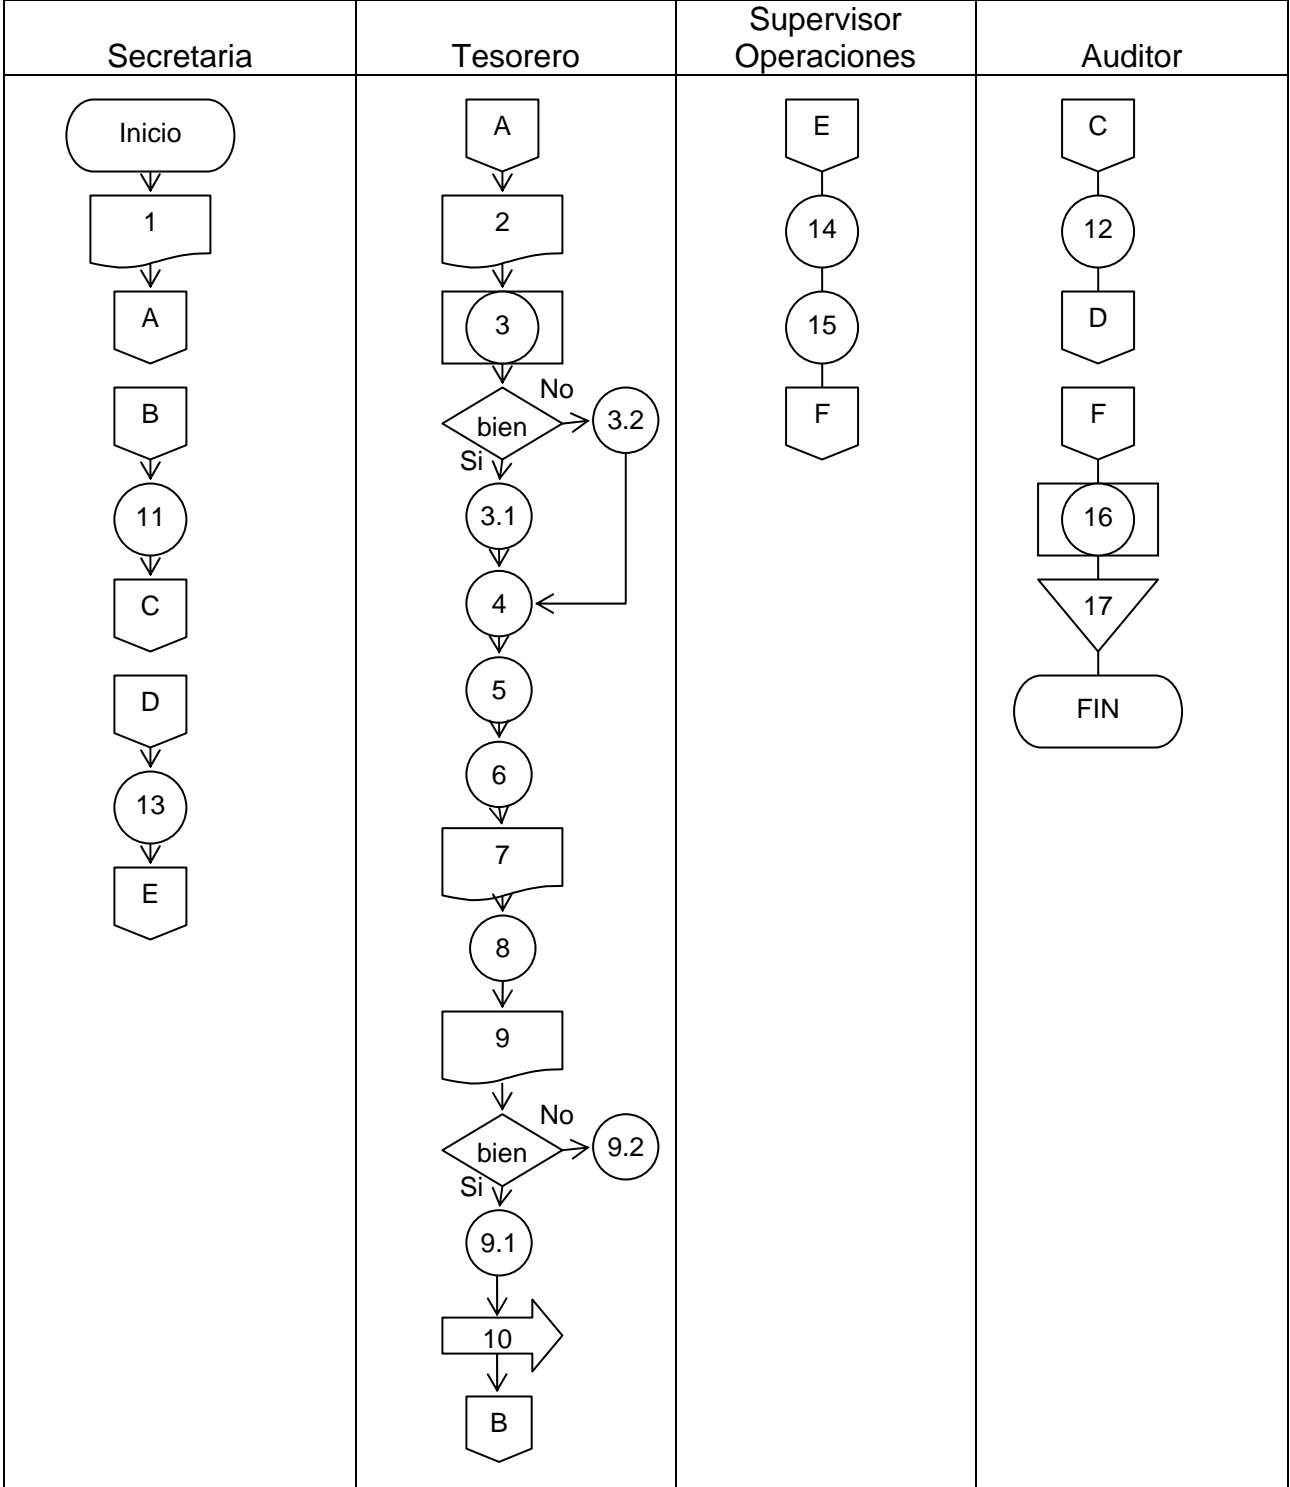 Secretaria
Tesorero
Supervisor
Operaciones
Auditor
Inicio
1
A
B
11
C
D
13
E
A
2
3
No
bien
3.2
Si
3.1
4
5
6
7
8
9
No
bien
9.2
Si
9.1
10
B
E
14
15
F
C
12
D
F
16
17
FIN